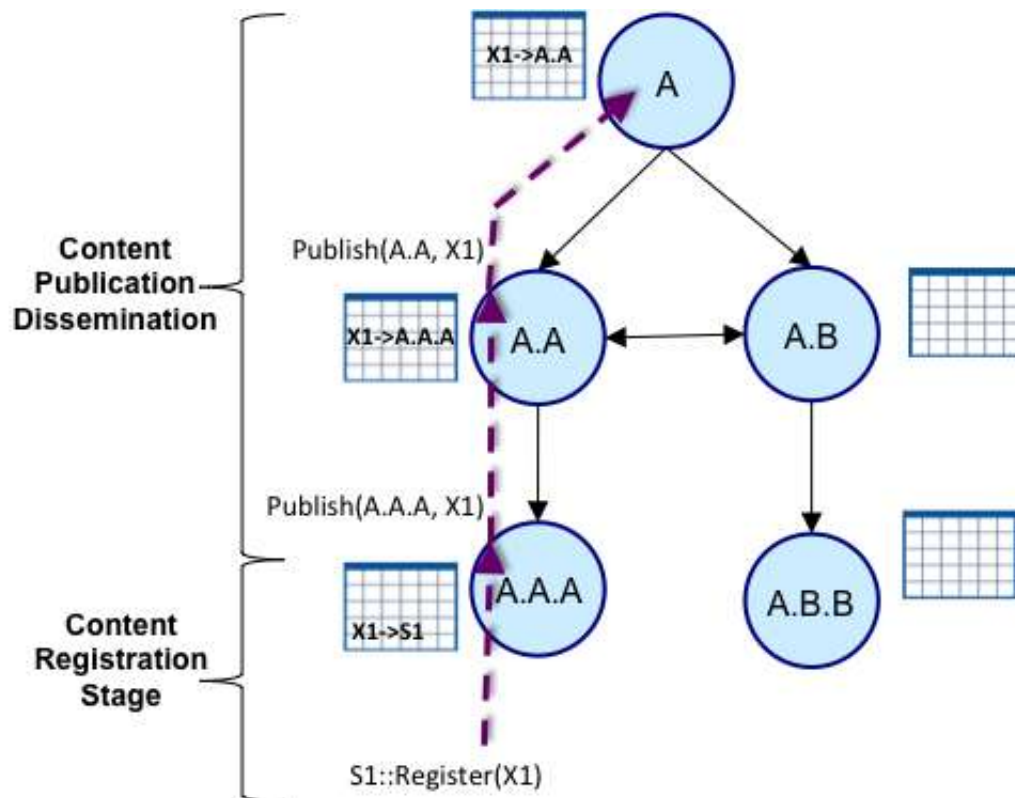 X1->A.A
A
Content
Publication
Dissemination
Publish(A.A, X1)
X1->A.A.A
A.A
A.B
Publish(A.A.A, X1)
Content
Registration
Stage
X1->S1
A.A.A
A.B.B
S1::Register(X1)